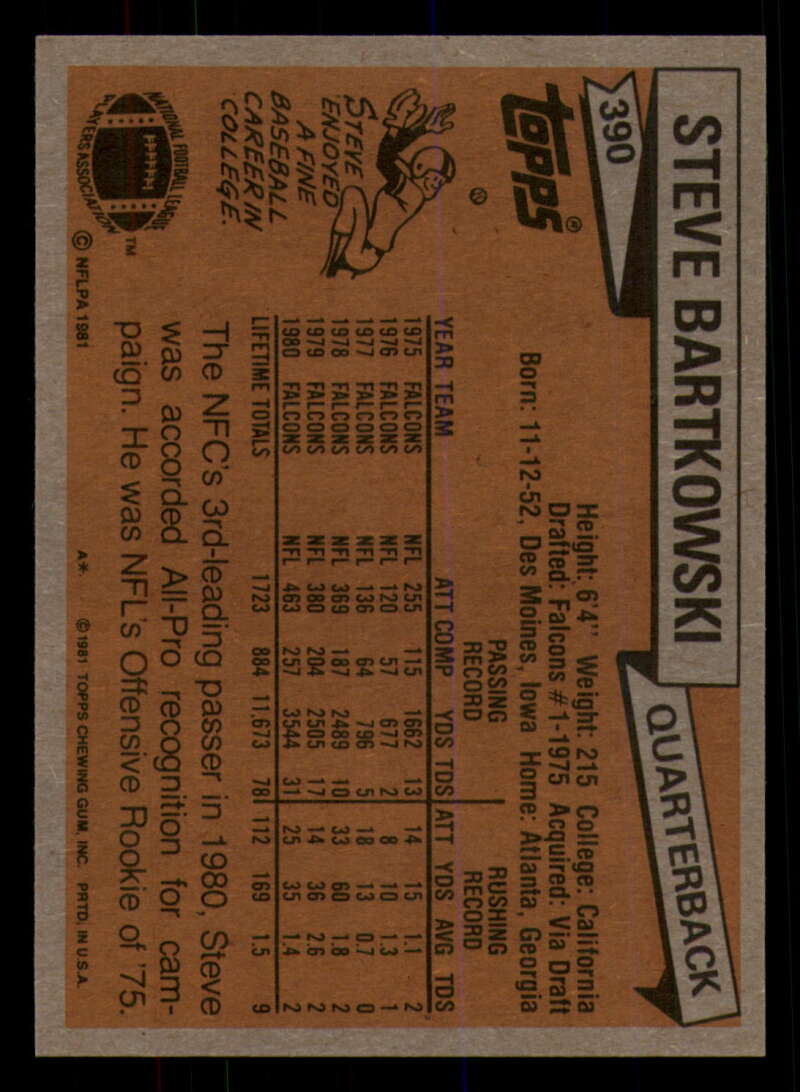 STEVE BARTKOWSKI
QUARTERBACK
390
TOPPS®
Height: 6'4" Weight: 215 College: California
Drafted: Falcons #1-1975 Acquired: Via Draft
Born: 11-12-52, Des Moines, Iowa Home: Atlanta, Georgia
PASSING RECORD RUSHING RECORD
YEAR TEAM ATT COMP YDS TDS ATT YDS AVG TDS
1975 FALCONS NFL 255 115 1662 13 14 15 1.1 2
1976 FALCONS NFL 120 57 677 2 8 10 1.3 1
1977 FALCONS NFL 136 64 796 5 18 13 0.7 0
1978 FALCONS NFL 369 187 2489 10 33 60 1.8 2
1979 FALCONS NFL 380 204 2505 17 14 36 2.6 2
1980 FALCONS NFL 463 257 3544 31 25 35 1.4 2
LIFETIME TOTALS 1723 884 11,673 78 112 169 1.5 9
STEVE
ENJOYED
A FINE
BASEBALL
CAREER IN
COLLEGE.
The NFC's 3rd-leading passer in 1980, Steve
was accorded All-Pro recognition for cam-
paign. He was NFL's Offensive Rookie of '75.
NATIONAL FOOTBALL LEAGUE
PLAYERS ASSOCIATION
TM
© NFLPA 1981
A*. © 1981 TOPPS CHEWING GUM, INC. PRTD. IN U.S.A.